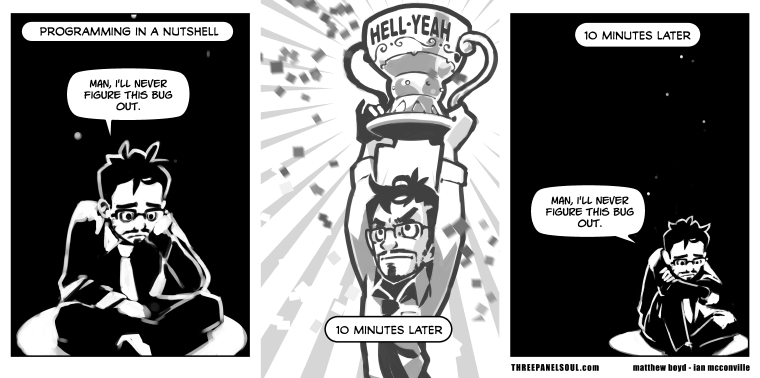 PROGRAMMING IN A NUTSHELL
MAN, I'LL NEVER
FIGURE THIS BUG
OUT.
HELL-YEAH
10 MINUTES LATER
10 MINUTES LATER
MAN, I'LL NEVER
FIGURE THIS BUG
OUT.
THREEPANELSOUL.com matthew boyd - ian mcconville